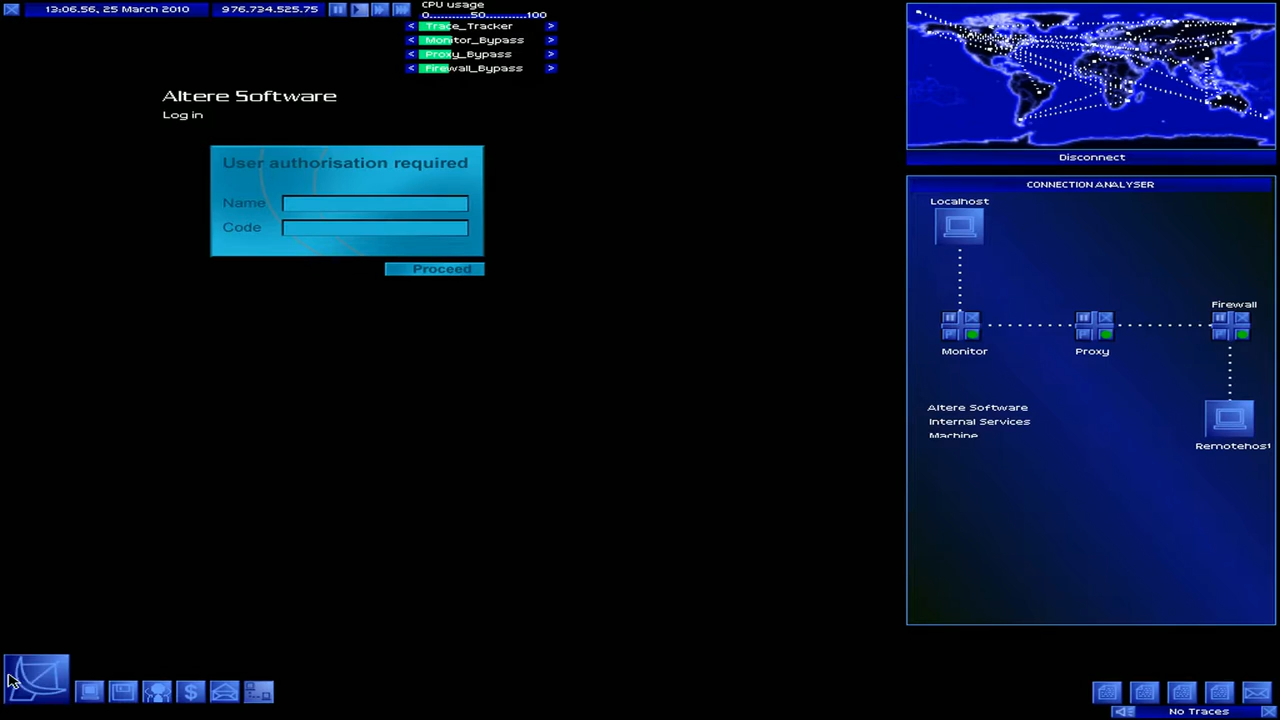 13:06.56, 25 March 2010
976.734.525.75
CPU usage
0...........50...........100
Trace_Tracker
Monitor_Bypass
Proxy_Bypass
Firewall_Bypass
Altere Software
Log in
User authorisation required
Name
Code
Proceed
Disconnect
CONNECTION ANALYSER
Localhost
Firewall
Monitor
Proxy
Altere Software
Internal Services
Machine
Remotehost
$
No Traces